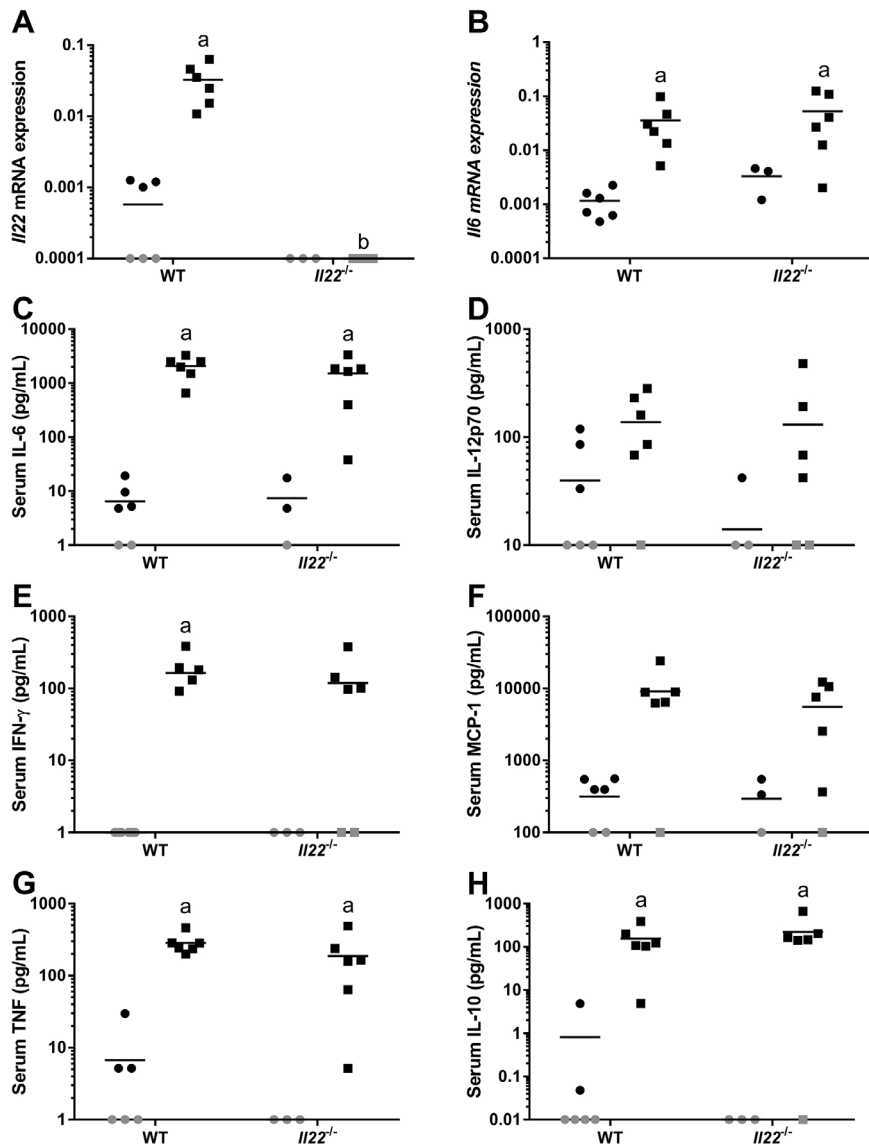 A
Il22 mRNA expression
0.1
0.01
0.001
0.0001
a
b
WT
Il22-/-
B
Il6 mRNA expression
1
0.1
0.01
0.001
0.0001
a
a
WT
Il22-/-
C
Serum IL-6 (pg/mL)
10000
1000
100
10
1
a
a
WT
Il22-/-
D
Serum IL-12p70 (pg/mL)
1000
100
10
WT
Il22-/-
E
Serum IFN-γ (pg/mL)
1000
100
10
1
a
WT
Il22-/-
F
Serum MCP-1 (pg/mL)
100000
10000
1000
100
WT
Il22-/-
G
Serum TNF (pg/mL)
1000
100
10
1
a
a
WT
Il22-/-
H
Serum IL-10 (pg/mL)
1000
100
10
1
0.1
0.01
a
a
WT
Il22-/-